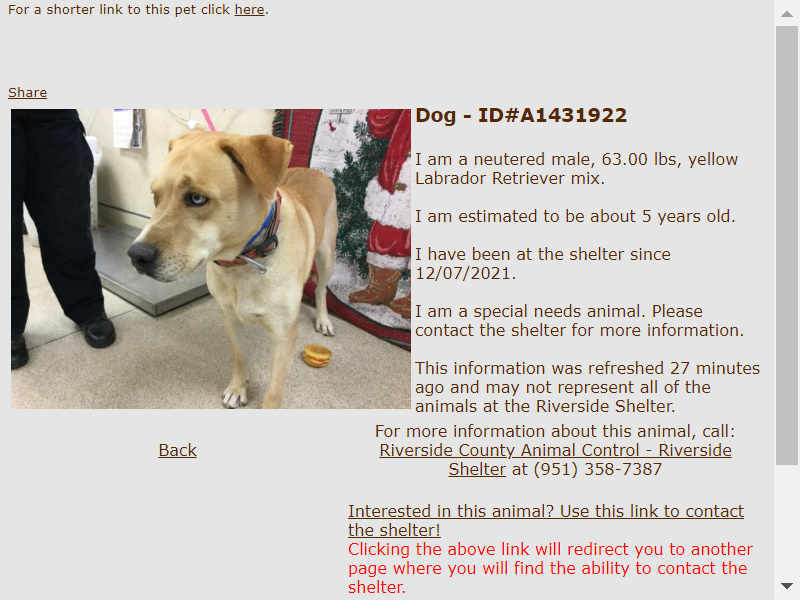 For a shorter link to this pet click here.
Share
Dog - ID#A1431922
I am a neutered male, 63.00 lbs, yellow
Labrador Retriever mix.
I am estimated to be about 5 years old.
I have been at the shelter since
12/07/2021.
I am a special needs animal. Please
contact the shelter for more information.
This information was refreshed 27 minutes
ago and may not represent all of the
animals at the Riverside Shelter.
Back
For more information about this animal, call:
Riverside County Animal Control - Riverside
Shelter at (951) 358-7387
Interested in this animal? Use this link to contact
the shelter!
Clicking the above link will redirect you to another
page where you will find the ability to contact the
shelter.